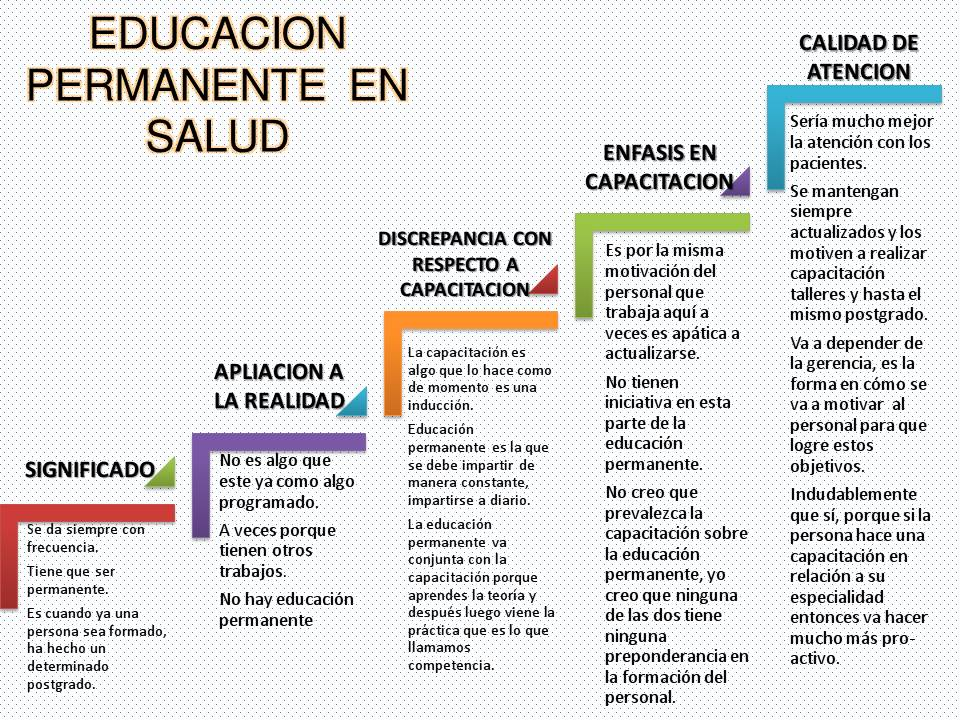 EDUCACION
PERMANENTE EN
SALUD
SIGNIFICADO
Se da siempre con
frecuencia.
Tiene que ser
permanente.
Es cuando ya una
persona sea formado,
ha hecho un
determinado
postgrado.
APLIACION A
LA REALIDAD
No es algo que
este ya como algo
programado.
A veces porque
tienen otros
trabajos.
No hay educación
permanente
DISCREPANCIA CON
RESPECTO A
CAPACITACION
La capacitación es
algo que lo hace como
de momento es una
inducción.
Educación
permanente es la que
se debe impartir de
manera constante,
impartirse a diario.
La educación
permanente va
conjunta con la
capacitación porque
aprendes la teoría y
después luego viene la
práctica que es lo que
llamamos
competencia.
ENFASIS EN
CAPACITACION
Es por la misma
motivación del
personal que
trabaja aquí a
veces es apática a
actualizarse.
No tienen
iniciativa en esta
parte de la
educación
permanente.
No creo que
prevalezca la
capacitación sobre
la educación
permanente, yo
creo que ninguna
de las dos tiene
ninguna
preponderancia en
la formación del
personal.
CALIDAD DE
ATENCION
Sería mucho mejor
la atención con los
pacientes.
Se mantengan
siempre
actualizados y los
motiven a realizar
capacitación
talleres y hasta el
mismo postgrado.
Va a depender de
la gerencia, es la
forma en cómo se
va a motivar al
personal para que
logre estos
objetivos.
Indudablemente
que sí, porque si la
persona hace una
capacitación en
relación a su
especialidad
entonces va hacer
mucho más pro-
activo.